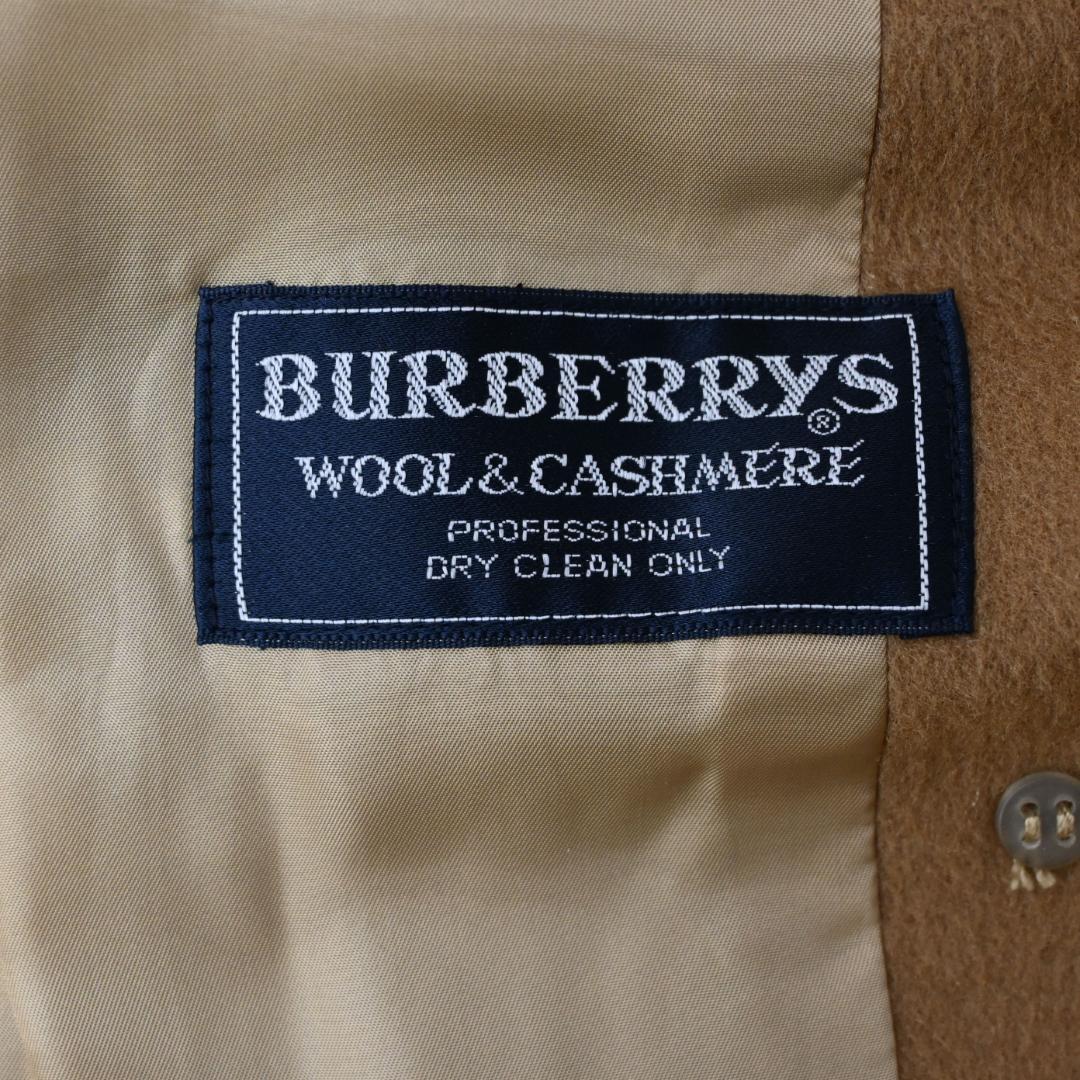 BURBERRYS®
WOOL&CASHMERE
PROFESSIONAL
DRY CLEAN ONLY